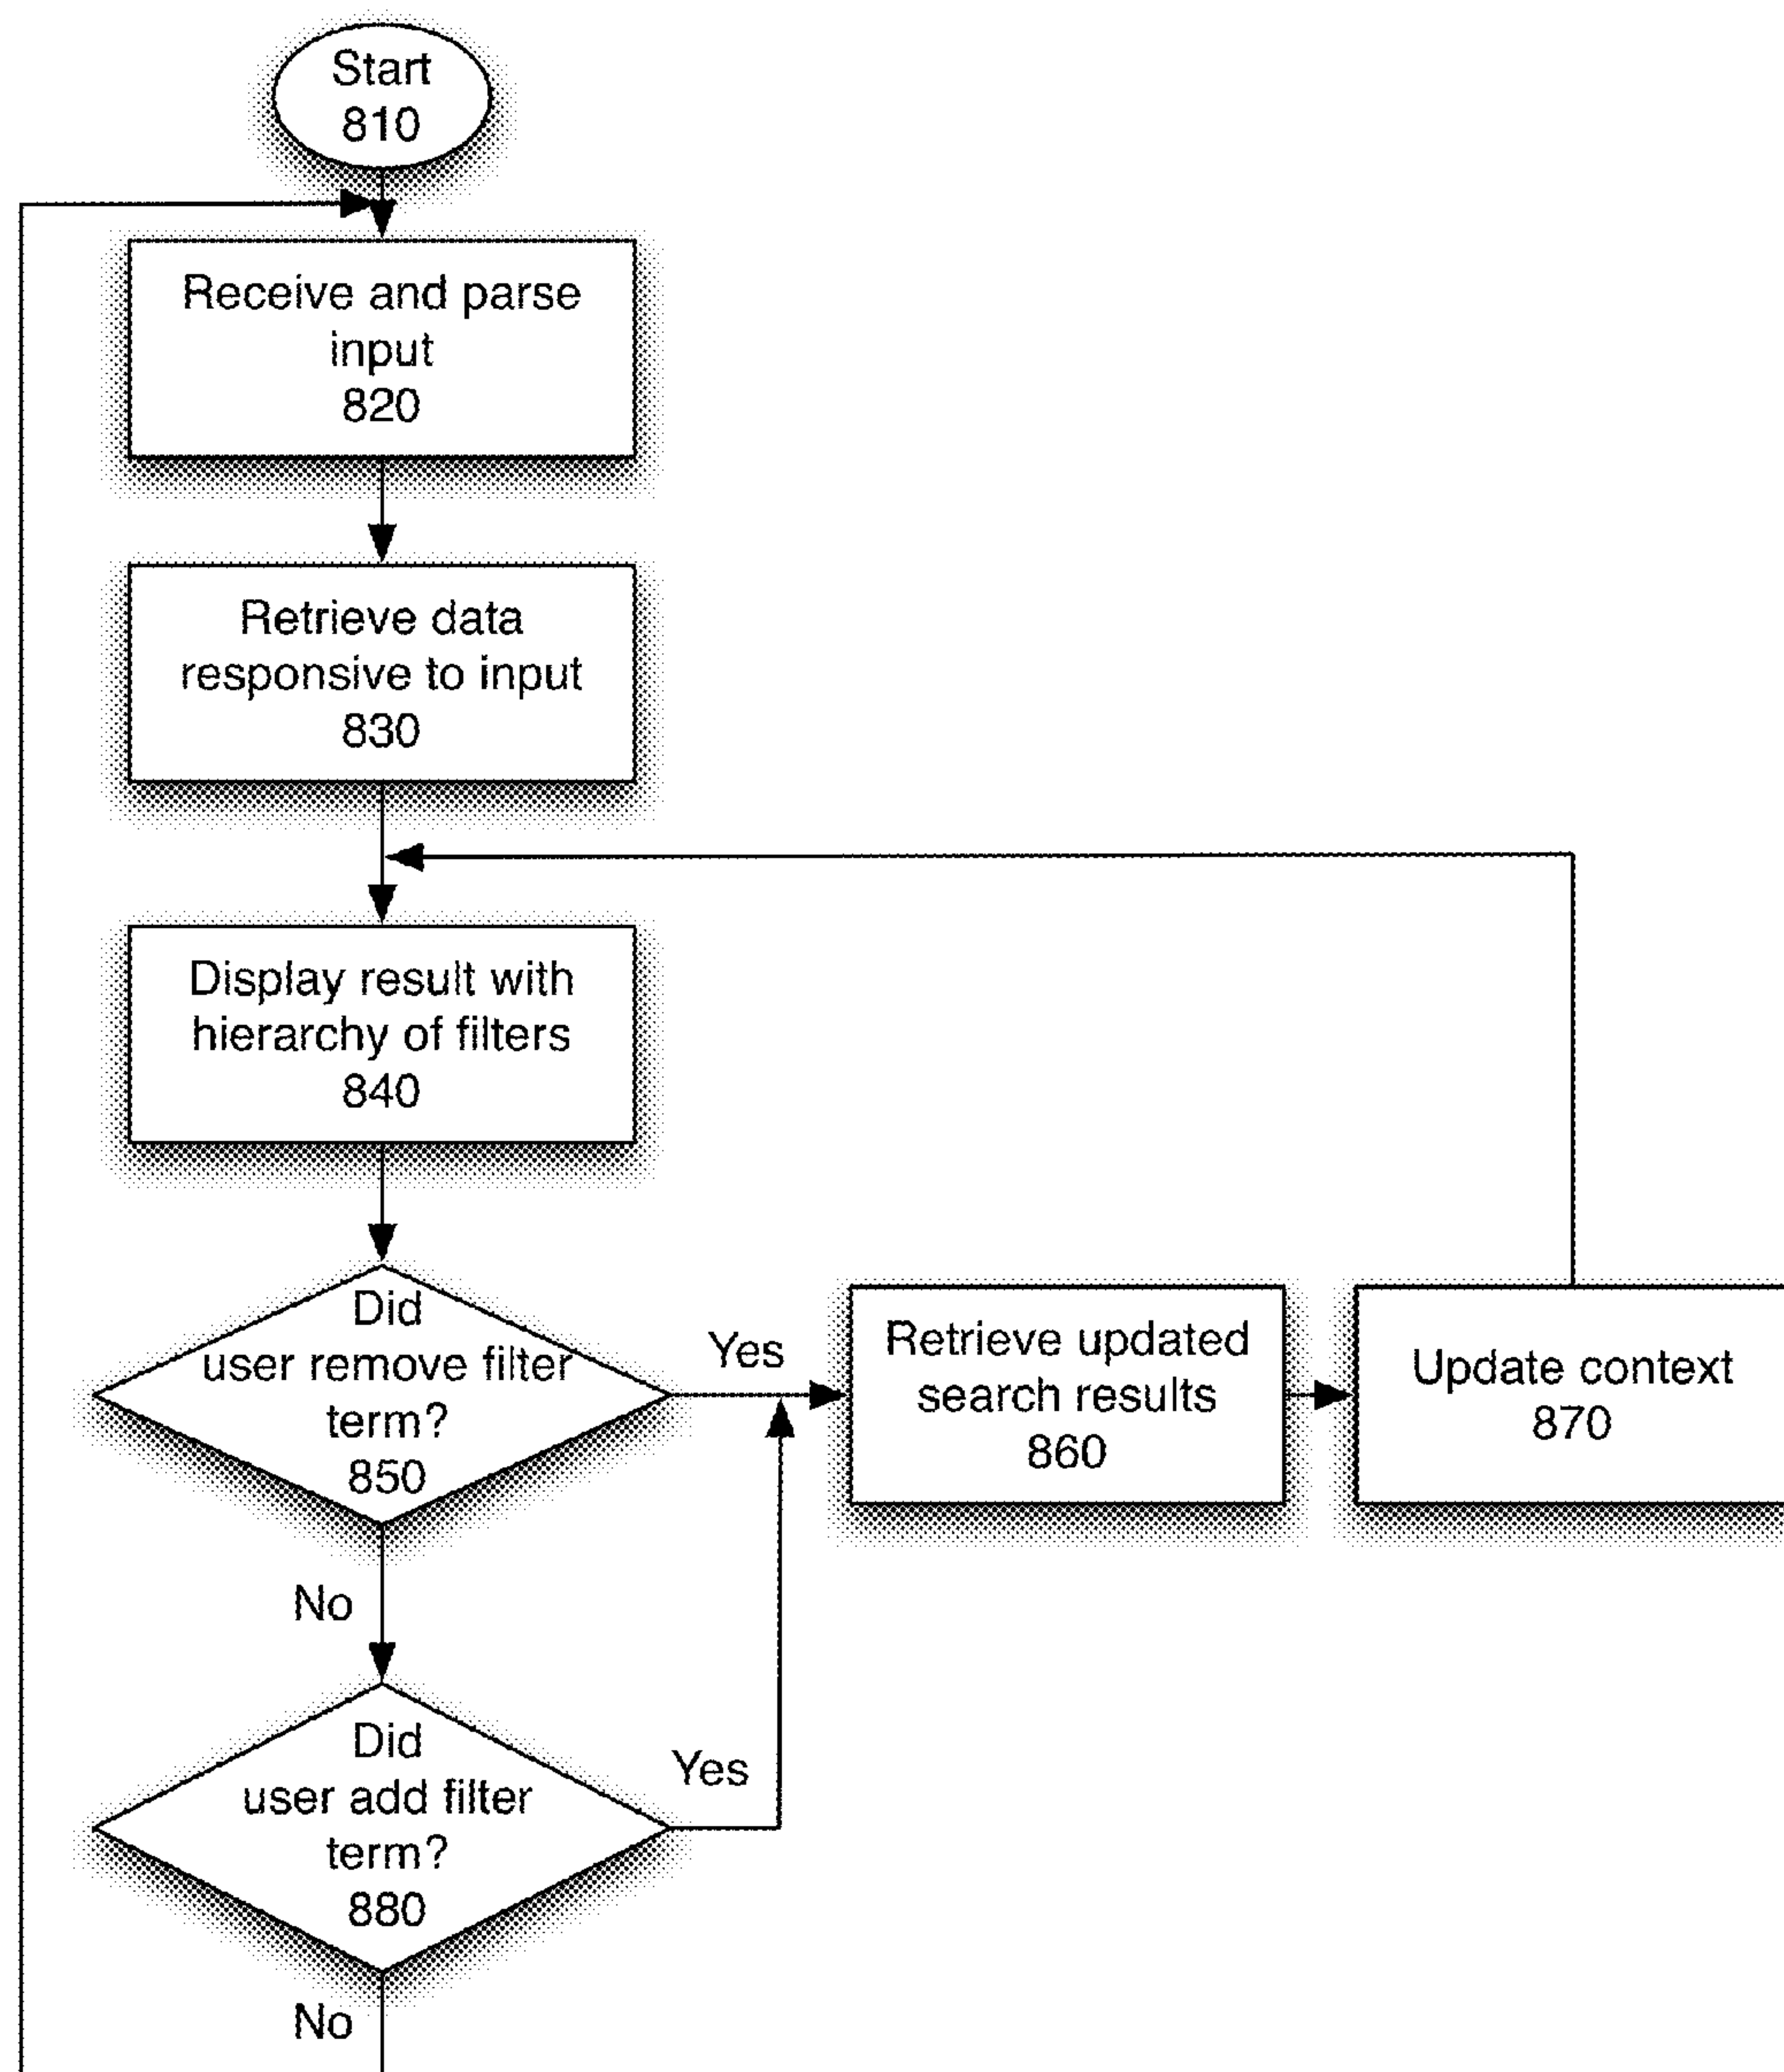 Start
810
Receive and parse
input
820
Retrieve data
responsive to input
830
Display result with
hierarchy of filters
840
Did
user remove filter
term?
850
Yes
Retrieve updated
search results
860
Update context
870
No
Did
user add filter
term?
880
Yes
No